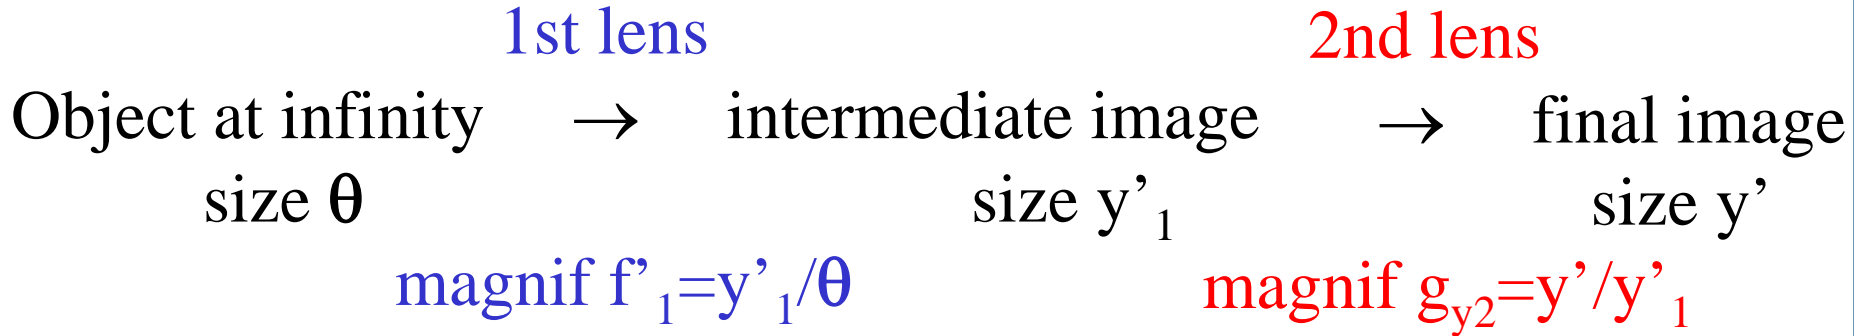 1st lens 2nd lens
Object at infinity → intermediate image → final image
size θ size y’₁ size y’
magnif f’₁=y’₁/θ magnif g_y2=y’/y’₁